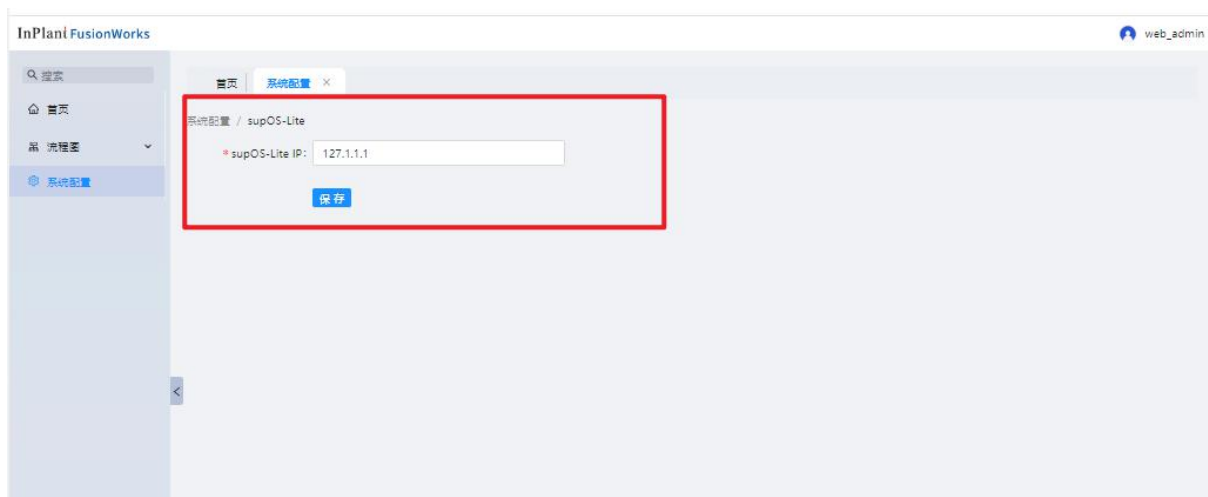 InPlant FusionWorks
web_admin
搜索
首页
流程图
系统配置
首页
系统配置 ×
系统配置 / supOS-Lite
* supOS-Lite IP: 127.1.1.1
保存
<